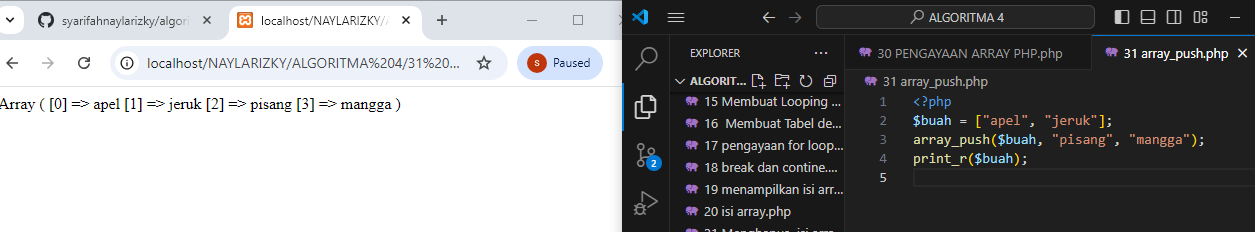 syarifahnaylarizky/algori
localhost/NAYLARIZKY/A
localhost/NAYLARIZKY/ALGORITMA%204/31%20...
S
Paused
Array ( [0] => apel [1] => jeruk [2] => pisang [3] => mangga )
ALGORITMA 4
EXPLORER
ALGORIT...
15 Membuat Looping ...
16 Membuat Tabel de...
17 pengayaan for loop...
18 break dan contine....
19 menampilkan isi arr...
20 isi array.php
2
30 PENGAYAAN ARRAY PHP.php
31 array_push.php
31 array_push.php
1 <?php
2 $buah = ["apel", "jeruk"];
3 array_push($buah, "pisang", "mangga");
4 print_r($buah);
5